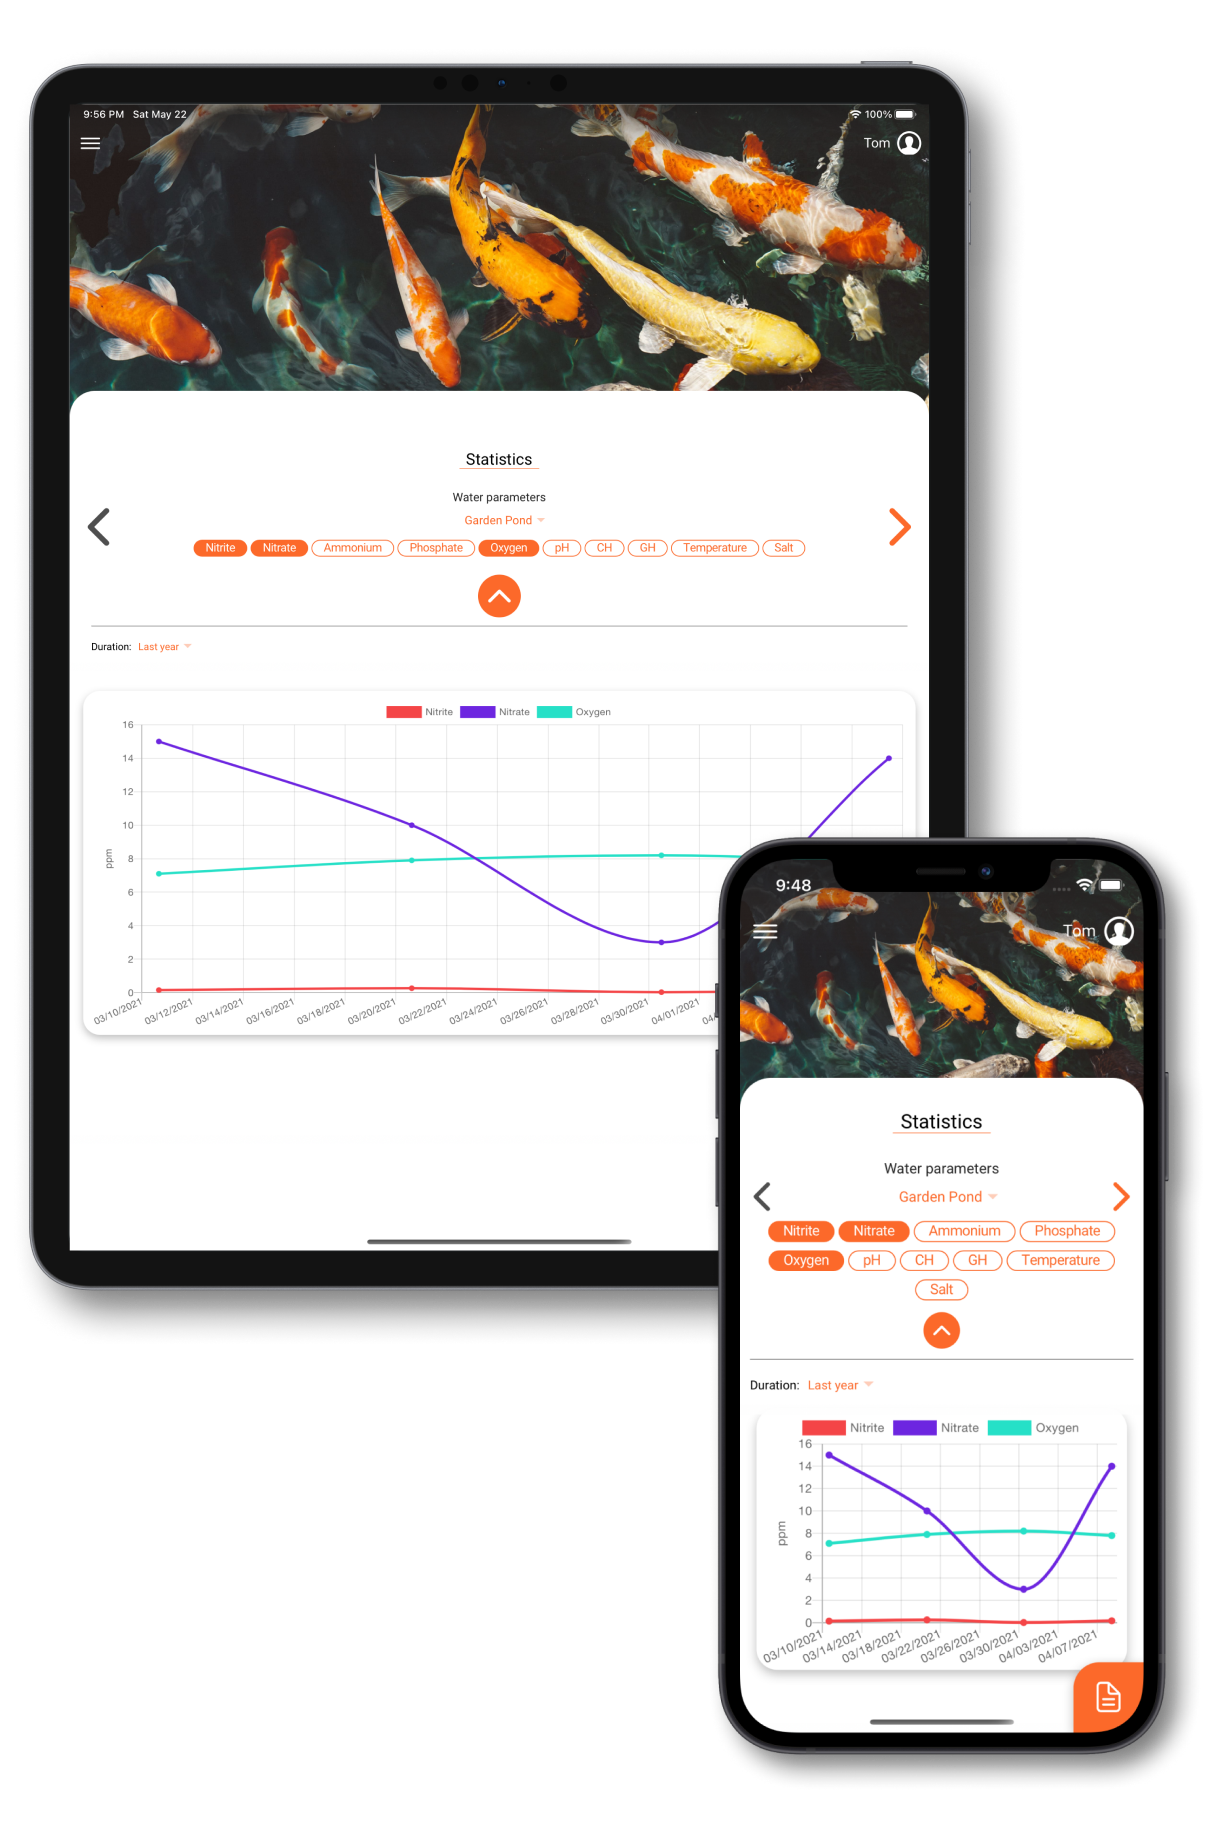 9:56 PM Sat May 22
100%
Tom
Statistics
Water parameters
Garden Pond
Nitrite Nitrate Ammonium Phosphate Oxygen pH CH GH Temperature Salt
Duration: Last year
Nitrite Nitrate Oxygen
16
14
12
10
8
6
4
2
0
ppm
03/10/2021 03/12/2021 03/14/2021 03/16/2021 03/18/2021 03/20/2021 03/22/2021 03/24/2021 03/26/2021 03/28/2021 03/30/2021 04/01/2021 04
9:48
Tom
Statistics
Water parameters
Garden Pond
Nitrite Nitrate Ammonium Phosphate
Oxygen pH CH GH Temperature
Salt
Duration: Last year
Nitrite Nitrate Oxygen
16
14
12
10
8
6
4
2
0
ppm
03/10/2021 03/14/2021 03/18/2021 03/22/2021 03/26/2021 03/30/2021 04/03/2021 04/07/2021